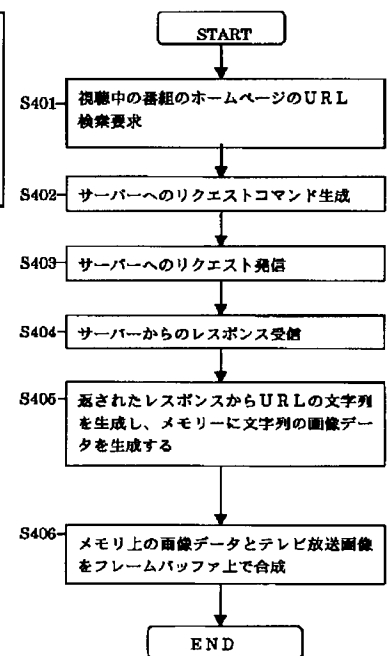 START
S401
視聴中の番組のホームページのURL
検索要求
S402
サーバーへのリクエストコマンド生成
S403
サーバーへのリクエスト発信
S404
サーバーからのレスポンス受信
S405
返されたレスポンスからURLの文字列
を生成し、メモリーに文字列の画像デー
タを生成する
S406
メモリ上の画像データとテレビ放送画像
をフレームバッファ上で合成
END